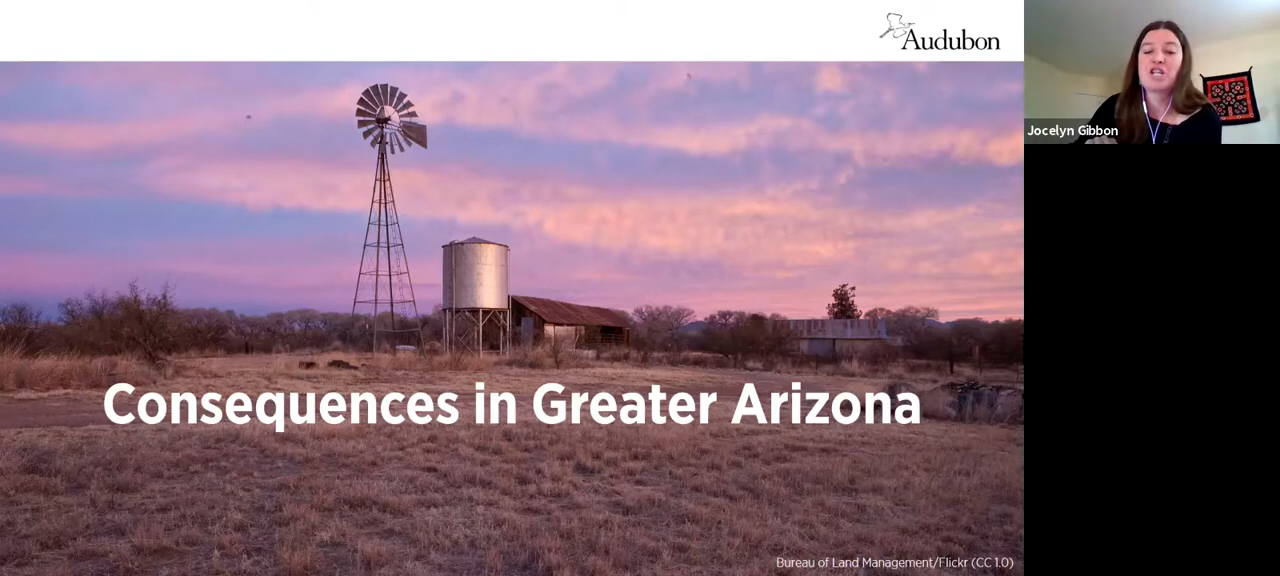 Audubon
Jocelyn Gibbon
Consequences in Greater Arizona
Bureau of Land Management/Flickr (CC 1.0)